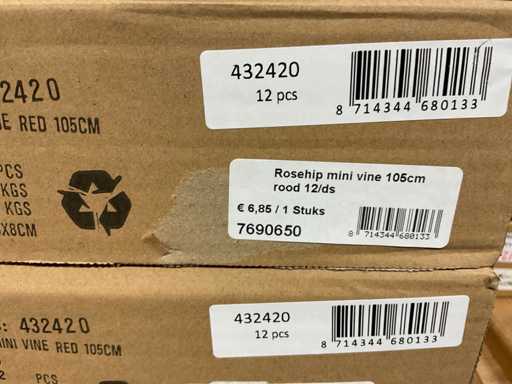 2420
E RED 105CM
PCS
KGS
KGS
X8CM
432420
12 pcs
8 714344 680133
Rosehip mini vine 105cm
rood 12/ds
€ 6,85 / 1 Stuks
7690650
8 714344 680133
: 432420
INI VINE RED 105CM
2 PCS
432420
12 pcs
8 714344 680133